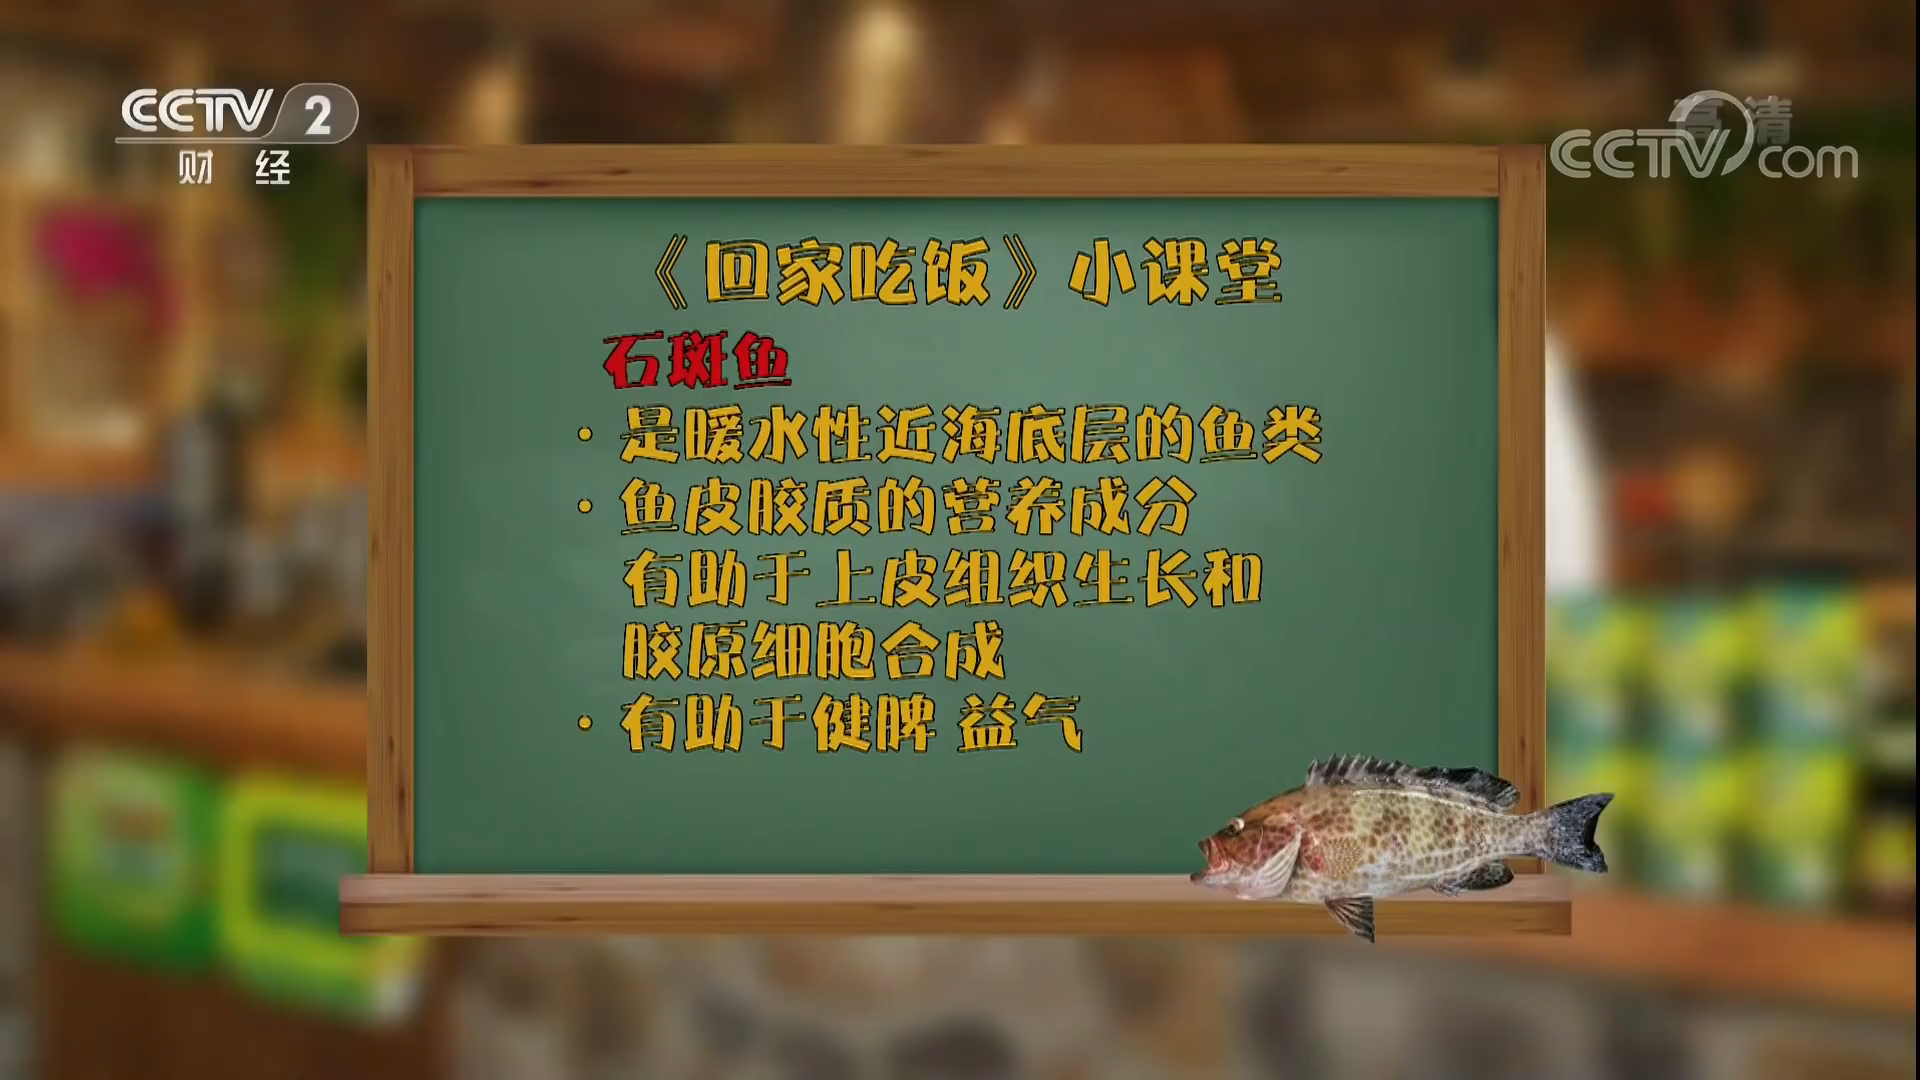 CCTV 2
财 经
高清
CCTV.com
《回家吃饭》小课堂
石斑鱼
·是暖水性近海底层的鱼类
·鱼皮胶质的营养成分
有助于上皮组织生长和
胶原细胞合成
·有助于健脾 益气